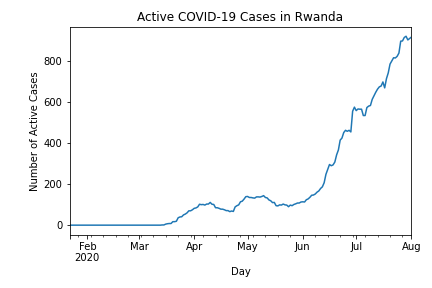 Active COVID-19 Cases in Rwanda
Number of Active Cases
800
600
400
200
0
Feb Mar Apr May Jun Jul Aug
2020
Day